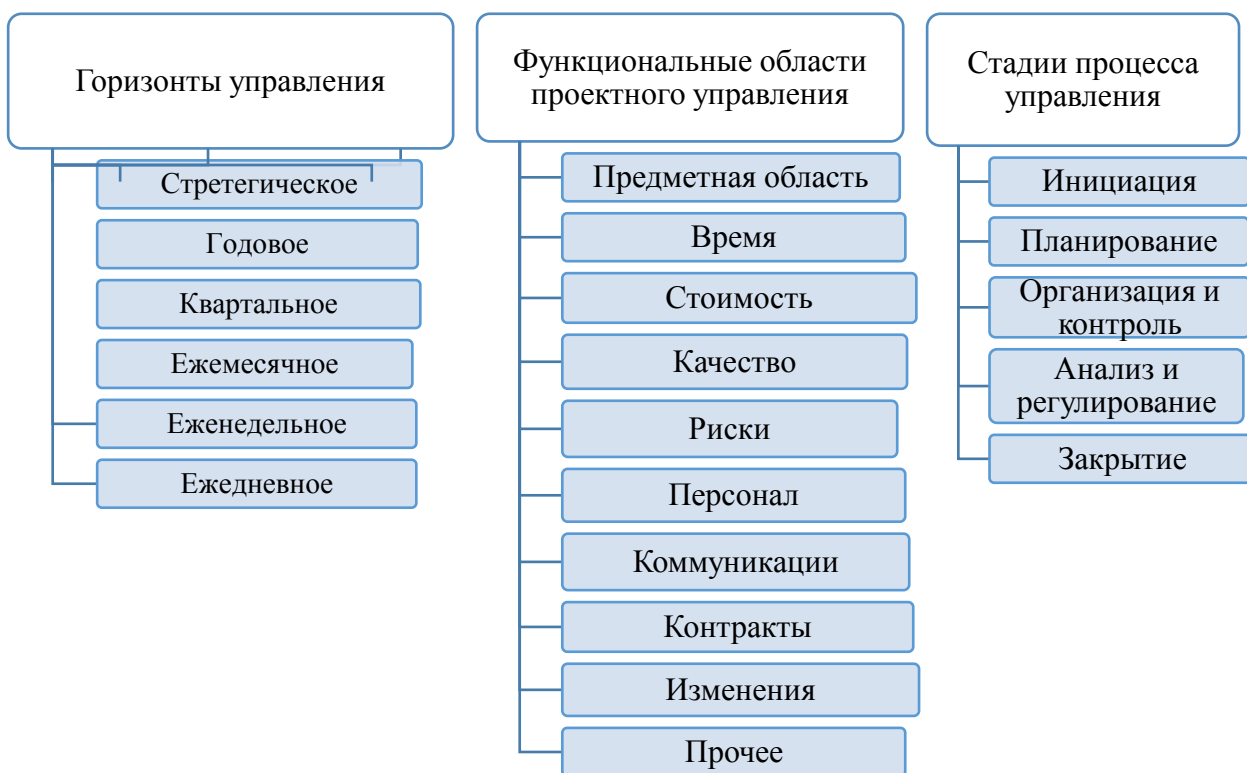 Горизонты управления
Стретегическое
Годовое
Квартальное
Ежемесячное
Еженедельное
Ежедневное
Функциональные области
проектного управления
Предметная область
Время
Стоимость
Качество
Риски
Персонал
Коммуникации
Контракты
Изменения
Прочее
Стадии процесса
управления
Инициация
Планирование
Организация и
контроль
Анализ и
регулирование
Закрытие